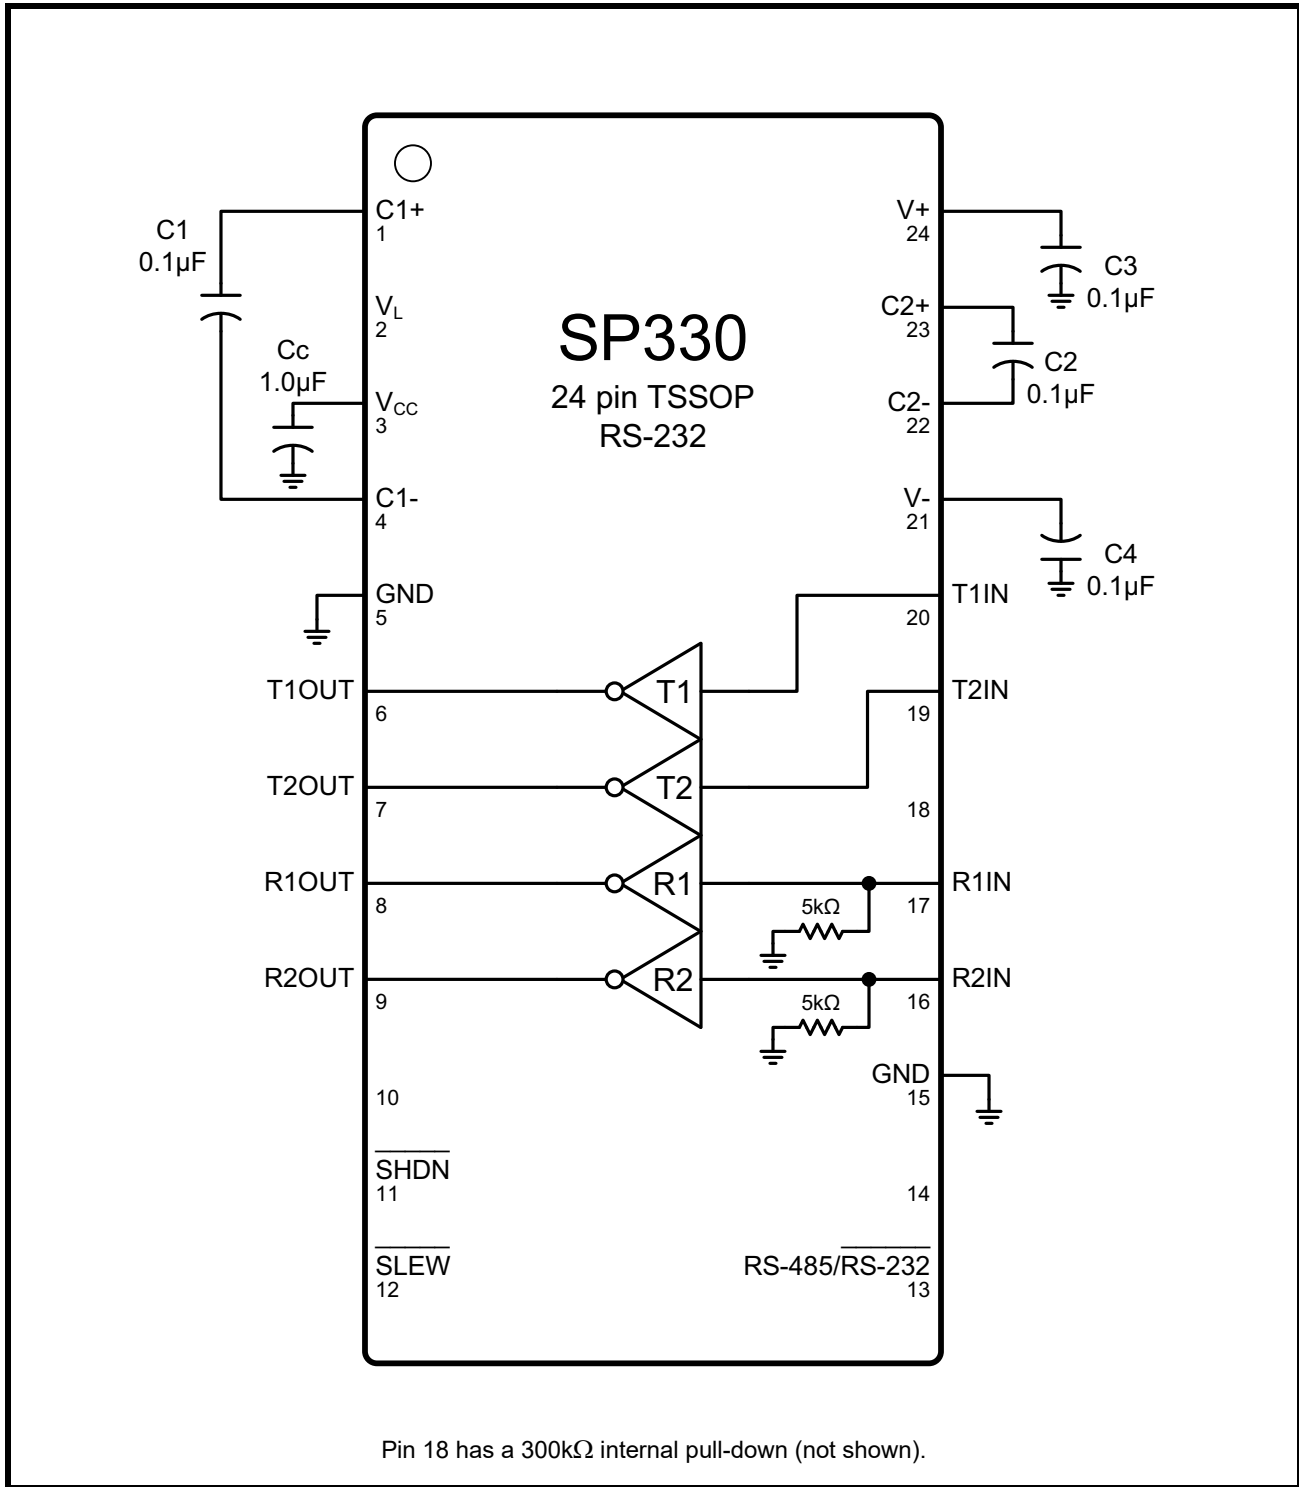 C1+
1
V+
24
C1
0.1µF
C3
0.1µF
VL
2
C2+
23
SP330
24 pin TSSOP
RS-232
Cc
1.0µF
C2
0.1µF
VCC
3
C2-
22
C1-
4
V-
21
C4
0.1µF
GND
5
T1IN
20
T1OUT
6
T1
T2IN
19
T2OUT
7
T2
18
R1OUT
8
R1
5kΩ
R1IN
17
R2OUT
9
R2
5kΩ
R2IN
16
GND
15
10
SHDN
11
14
SLEW
12
RS-485/RS-232
13
Pin 18 has a 300kΩ internal pull-down (not shown).